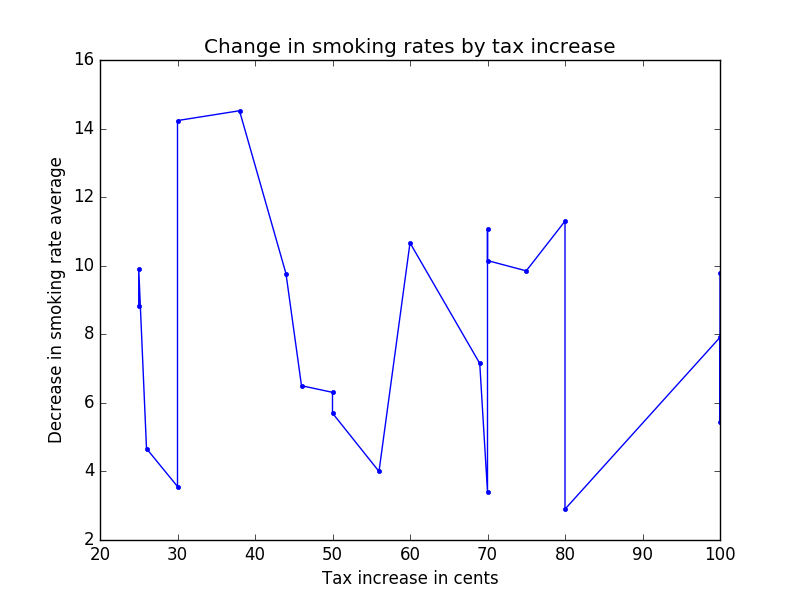 Change in smoking rates by tax increase
16
14
12
10
8
6
4
2
Decrease in smoking rate average
20 30 40 50 60 70 80 90 100
Tax increase in cents